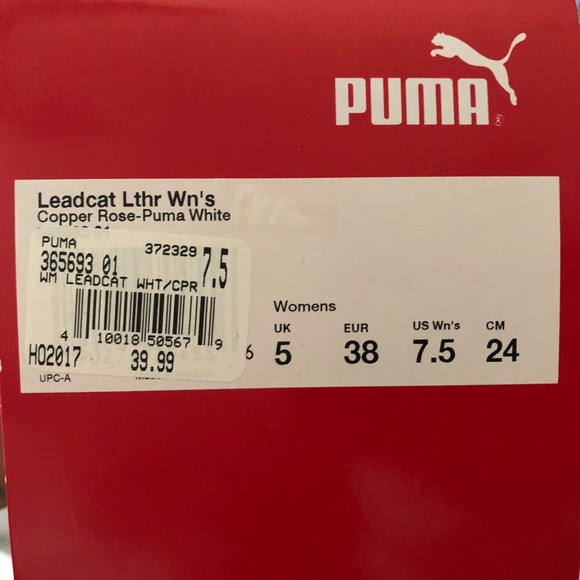 PUMA
Leadcat Lthr Wn's
Copper Rose-Puma White
PUMA 372329
365693 01 7.5
WM LEADCAT WHT/CPR
4 10018 50567 9
HO2017 39.99
UPC-A
6
Womens
UK EUR US Wn's CM
5 38 7.5 24